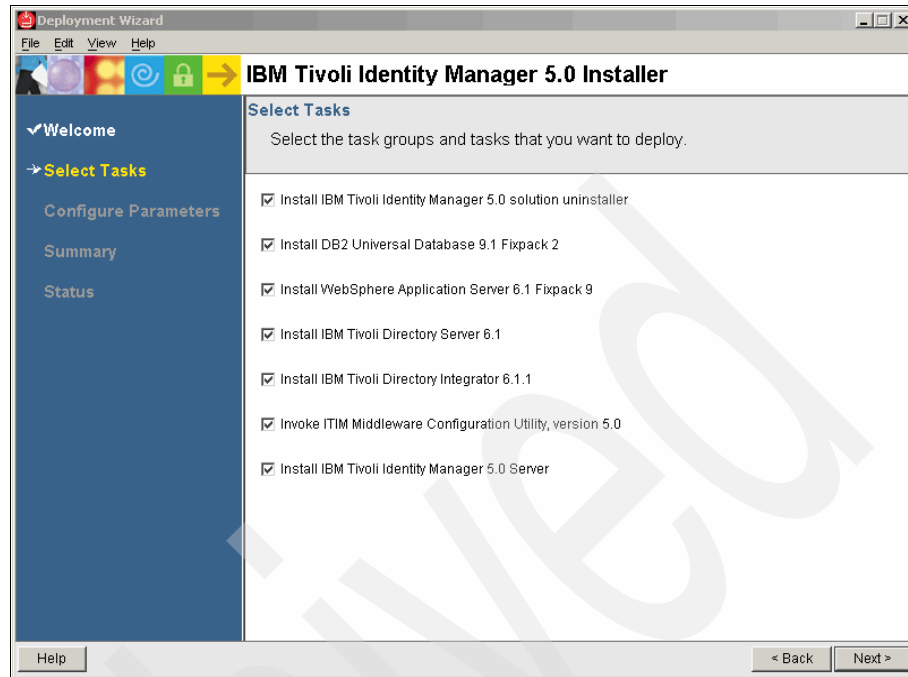 Deployment Wizard
File Edit View Help
IBM Tivoli Identity Manager 5.0 Installer
Welcome
Select Tasks
Configure Parameters
Summary
Status
Select Tasks
Select the task groups and tasks that you want to deploy.
Install IBM Tivoli Identity Manager 5.0 solution uninstaller
Install DB2 Universal Database 9.1 Fixpack 2
Install WebSphere Application Server 6.1 Fixpack 9
Install IBM Tivoli Directory Server 6.1
Install IBM Tivoli Directory Integrator 6.1.1
Invoke ITIM Middleware Configuration Utility, version 5.0
Install IBM Tivoli Identity Manager 5.0 Server
Help
< Back
Next >